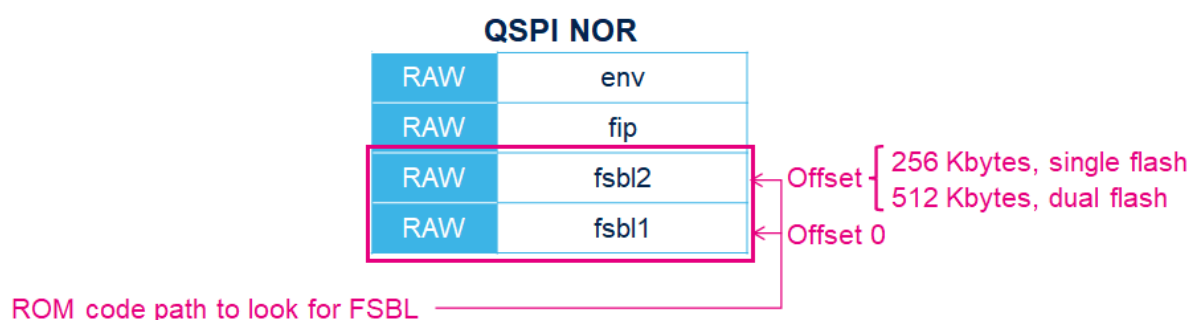 QSPI NOR
RAW env
RAW fip
RAW fsbl2
RAW fsbl1
Offset 256 Kbytes, single flash
512 Kbytes, dual flash
Offset 0
ROM code path to look for FSBL